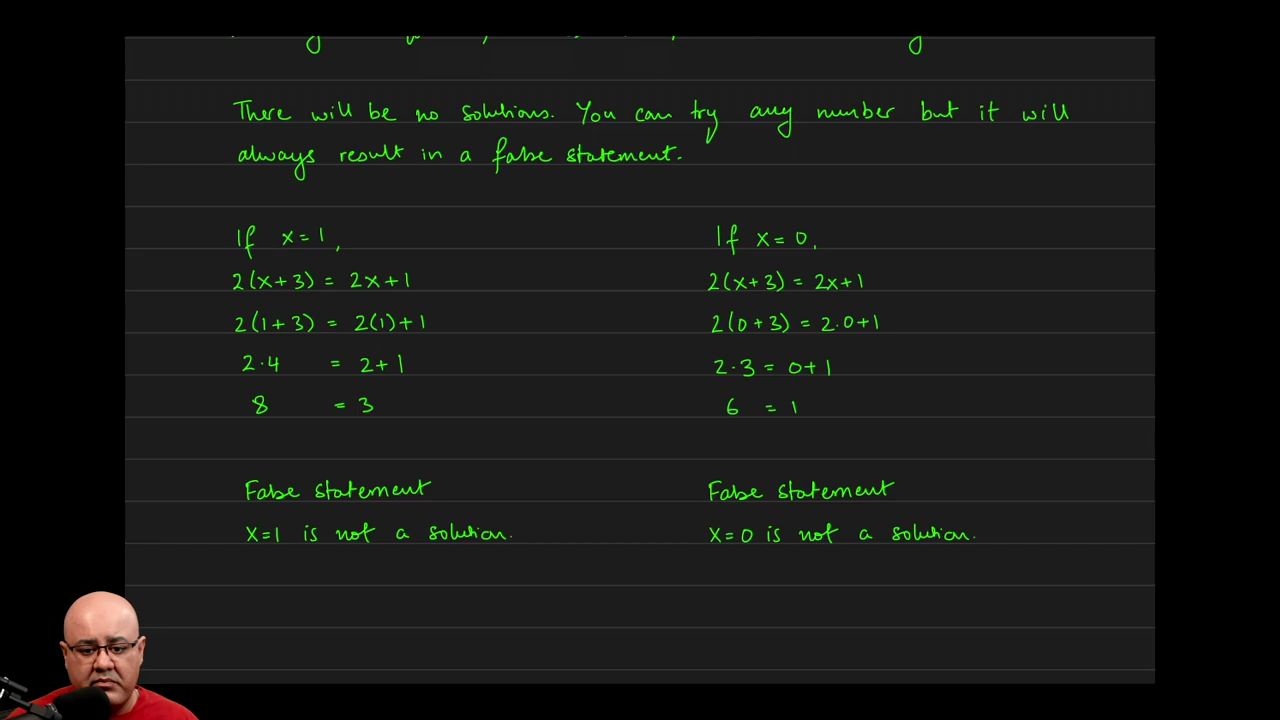 There will be no solutions. You can try any number but it will
always result in a false statement.
If x=1,
2(x+3) = 2x+1
2(1+3) = 2(1)+1
2·4 = 2+1
8 = 3
False statement
x=1 is not a solution.
If x=0,
2(x+3) = 2x+1
2(0+3) = 2·0+1
2·3 = 0+1
6 = 1
False statement
x=0 is not a solution.